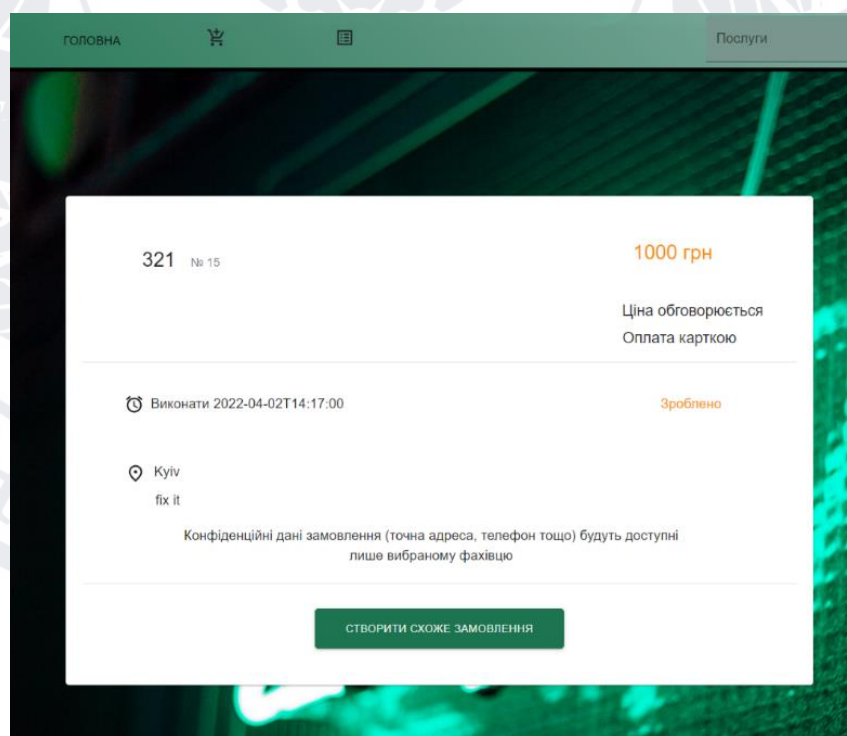 ГОЛОВНА Послуги
321 № 15 1000 грн
Ціна обговорюється
Оплата карткою
Виконати 2022-04-02T14:17:00 Зроблено
Kyiv
fix it
Конфіденційні дані замовлення (точна адреса, телефон тощо) будуть доступні
лише вибраному фахівцю
СТВОРИТИ СХОЖЕ ЗАМОВЛЕННЯ